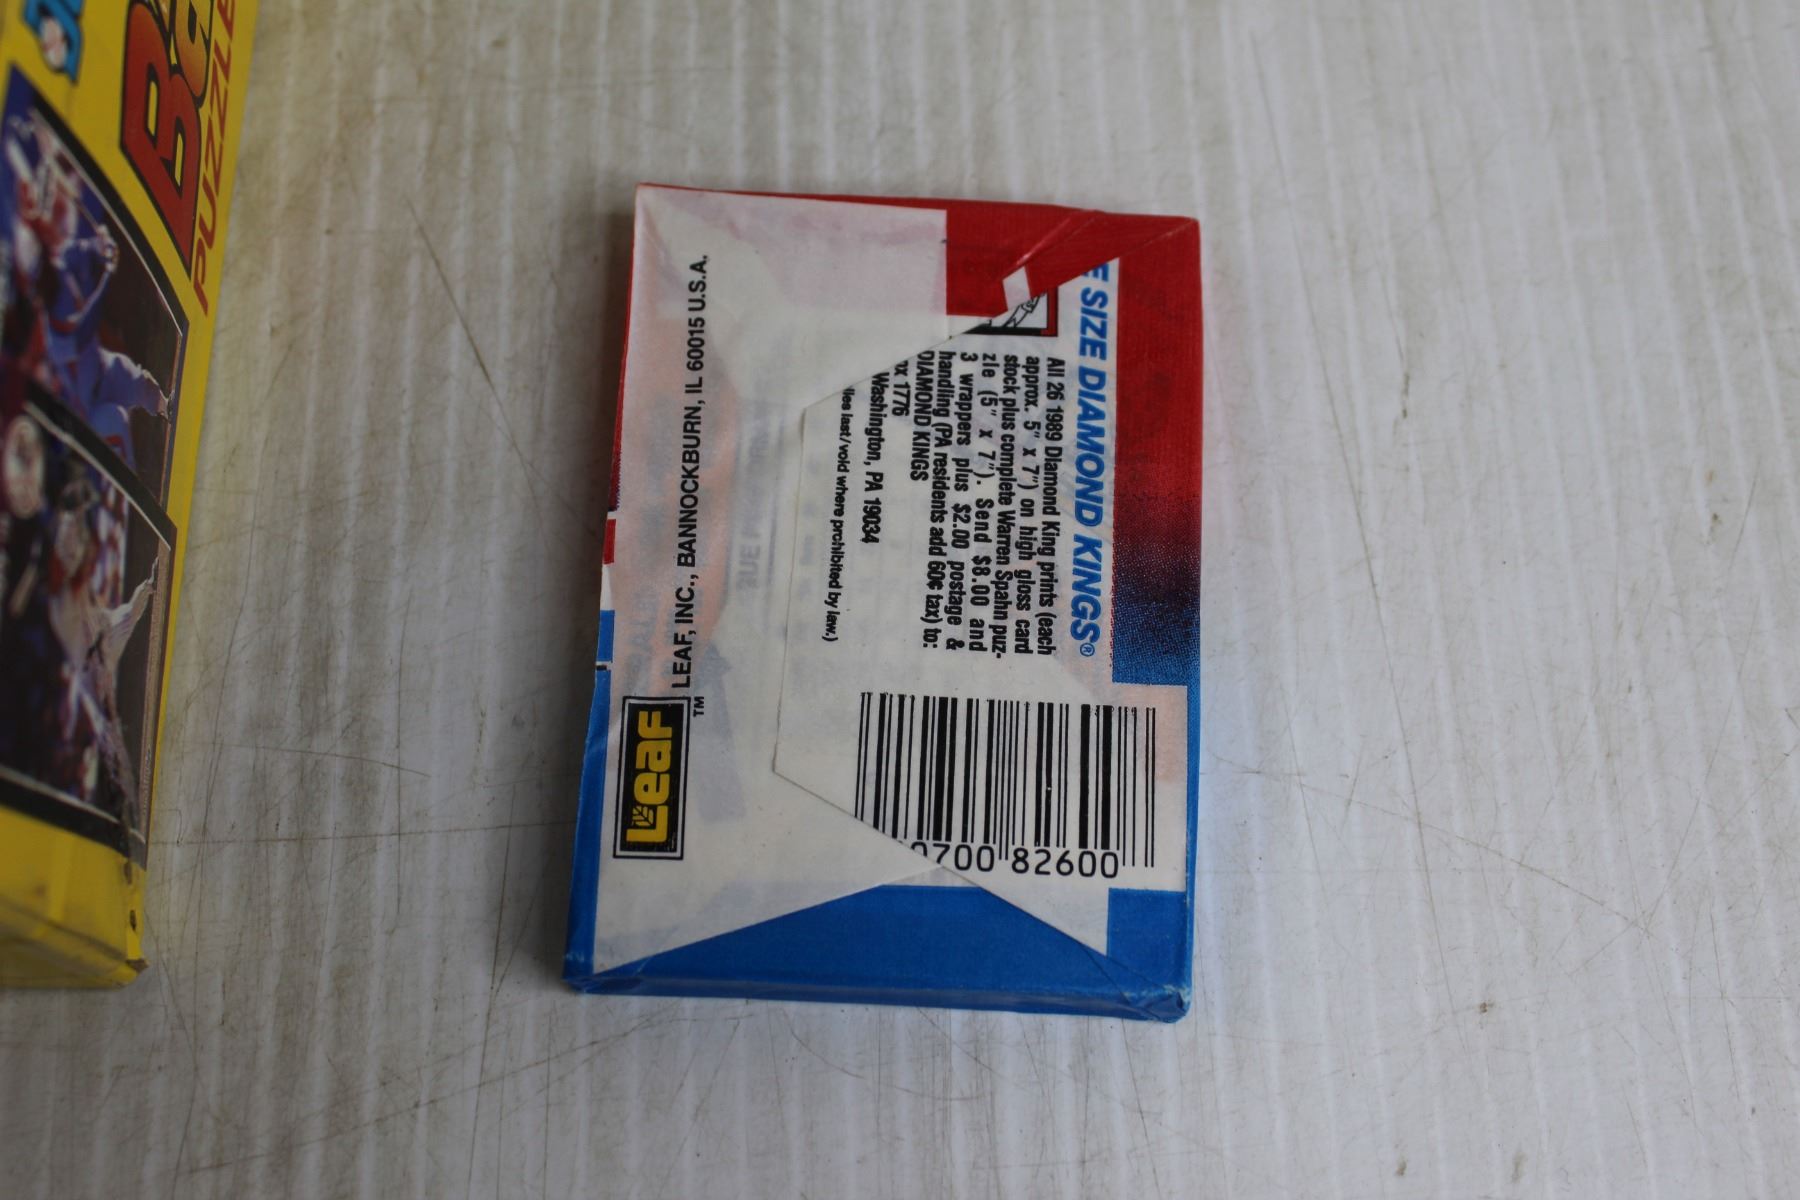 PUZZLE
E SIZE DIAMOND KINGS®
All 26 1989 Diamond King prints (each
approx. 5" x 7") on high gloss card
stock plus complete Warren Spahn puz-
zle (5" x 7"). Send $8.00 and
3 wrappers plus $2.00 postage &
handling (PA residents add 60¢ tax) to:
DIAMOND KINGS
ox 1776
Washington, PA 19034
lies last/void where prohibited by law.)
0700 82600
LEAF, INC., BANNOCKBURN, IL 60015 U.S.A.
Leaf
TM